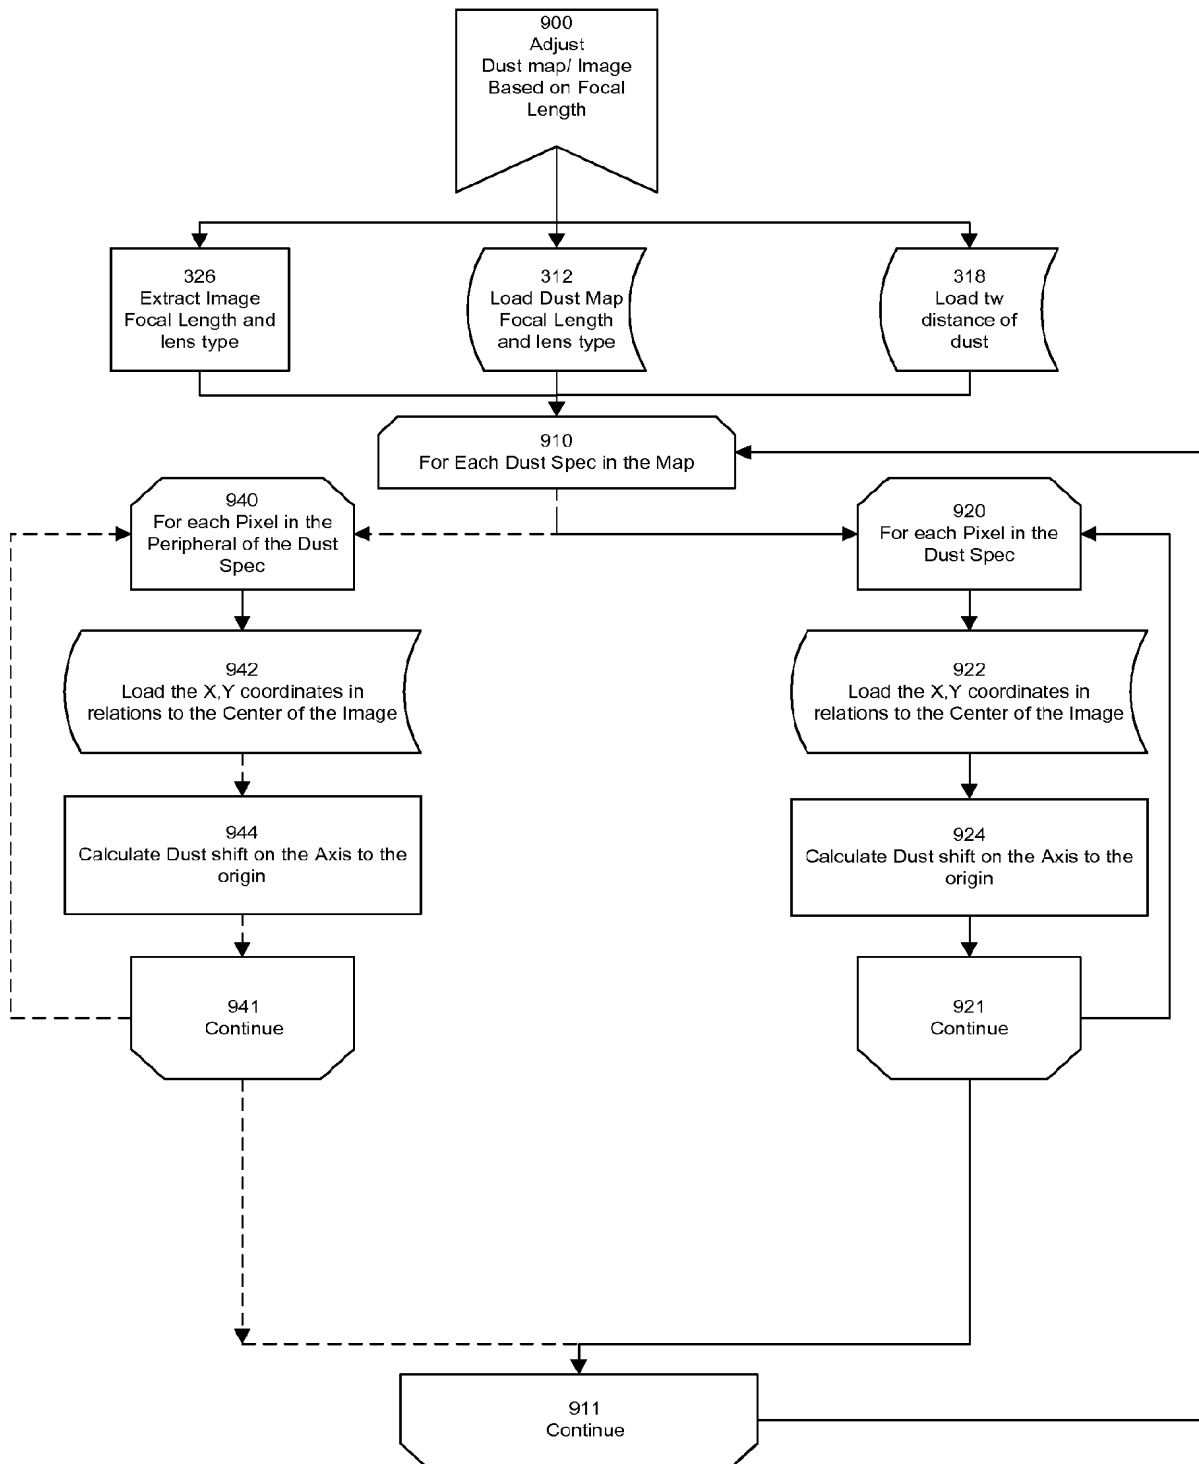 900
Adjust
Dust map/ Image
Based on Focal
Length
326
Extract Image
Focal Length and
lens type
312
Load Dust Map
Focal Length
and lens type
318
Load tw
distance of
dust
910
For Each Dust Spec in the Map
940
For each Pixel in the
Peripheral of the Dust
Spec
920
For each Pixel in the
Dust Spec
942
Load the X,Y coordinates in
relations to the Center of the Image
922
Load the X,Y coordinates in
relations to the Center of the Image
944
Calculate Dust shift on the Axis to the
origin
924
Calculate Dust shift on the Axis to the
origin
941
Continue
921
Continue
911
Continue